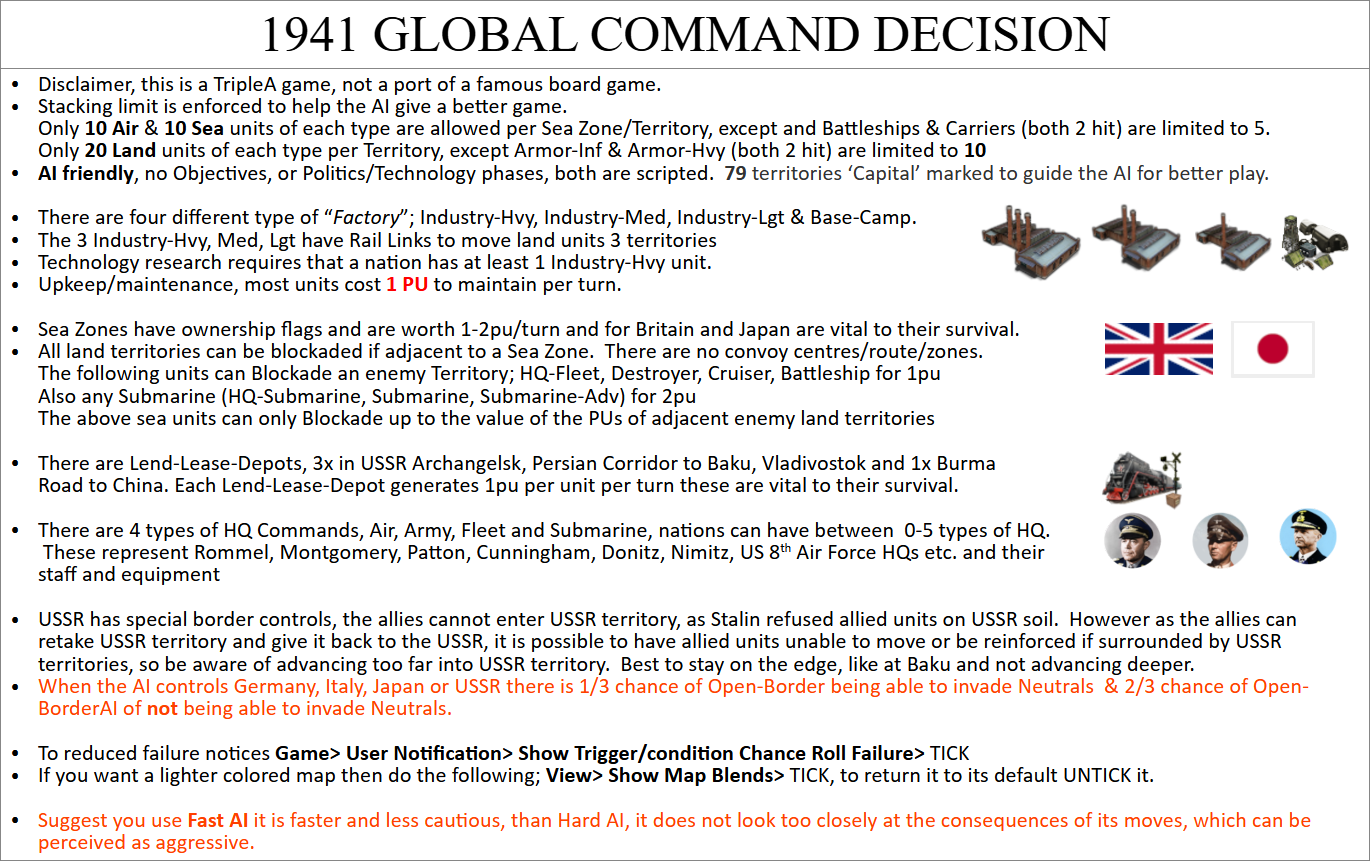 1941 GLOBAL COMMAND DECISION
• Disclaimer, this is a TripleA game, not a part of a famous board game.
• Stacking limit is enforced to help the AI give a better game.
Only 10 Air & 10 Sea units of each type are allowed per Sea Zone/Territory, except and Battleships & Carriers (both 2 hit) are limited to 5.
Only 20 Land units of each type per Territory, except Armor-Inf & Armor-Hvy (both 2 hit) are limited to 10
• AI friendly, no Objectives, or Politics/Technology phases, both are scripted.  79 territories ‘Capital’ marked to guide the AI for better play.
• There are four different type of “Factory”; Industry-Hvy, Industry-Med, Industry-Lgt & Base-Camp.
• The 3 Industry-Hvy, Med, Lgt have Rail Links to move land units 3 territories
• Technology research requires that a nation has at least 1 Industry-Hvy unit.
• Upkeep/maintenance, most units cost 1 PU to maintain per turn.
• Sea Zones have ownership flags and are worth 1-2pu/turn and for Britain and Japan are vital to their survival.
• All land territories can be blockaded if adjacent to a Sea Zone.  There are no convoy centres/route/zones.
The following units can Blockade an enemy Territory; HQ-Fleet, Destroyer, Cruiser, Battleship for 1pu
Also any Submarine (HQ-Submarine, Submarine, Submarine-Adv) for 2pu
The above sea units can only Blockade up to the value of the PUs of adjacent enemy land territories
• There are Lend-Lease-Depots, 3x in USSR Archangelsk, Persian Corridor to Baku, Vladivostok and 1x Burma
Road to China. Each Lend-Lease-Depot generates 1pu per unit per turn these are vital to their survival.
• There are 4 types of HQ Commands, Air, Army, Fleet and Submarine, nations can have between  0-5 types of HQ.
These represent Rommel, Montgomery, Patton, Cunningham, Donitz, Nimitz, US 8th Air Force HQs etc. and their
staff and equipment
• USSR has special border controls, the allies cannot enter USSR territory, as Stalin refused allied units on USSR soil.  However as the allies can
retake USSR territory and give it back to the USSR, it is possible to have allied units unable to move or be reinforced if surrounded by USSR
territories, so be aware of advancing too far into USSR territory.  Best to stay on the edge, like at Baku and not advancing deeper.
• When the AI controls Germany, Italy, Japan or USSR there is 1/3 chance of Open-Border being able to invade Neutrals  & 2/3 chance of Open-
BorderAI of not being able to invade Neutrals.
• To reduced failure notices Game> User Notification> Show Trigger/condition Chance Roll Failure> TICK
• If you want a lighter colored map then do the following; View> Show Map Blends> TICK, to return it to its default UNTICK it.
• Suggest you use Fast AI it is faster and less cautious, than Hard AI, it does not look too closely at the consequences of its moves, which can be
perceived as aggressive.